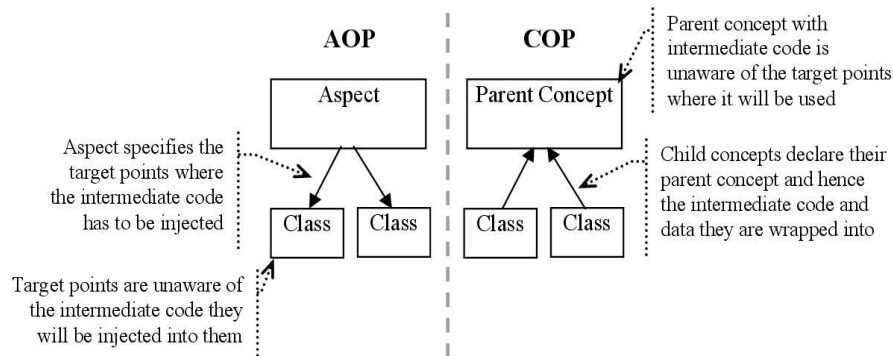 AOP
Aspect
Aspect specifies the
target points where
the intermediate code
has to be injected
Class
Class
Target points are unaware of
the intermediate code they
will be injected into them
COP
Parent Concept
Parent concept with
intermediate code is
unaware of the target points
where it will be used
Child concepts declare their
parent concept and hence
the intermediate code and
data they are wrapped into
Class
Class